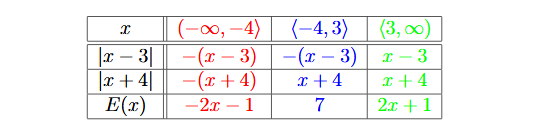 x (−∞, −4⟩ ⟨−4, 3⟩ ⟨3, ∞)
|x − 3| −(x − 3) −(x − 3) x − 3
|x + 4| −(x + 4) x + 4 x + 4
E(x) −2x − 1 7 2x + 1